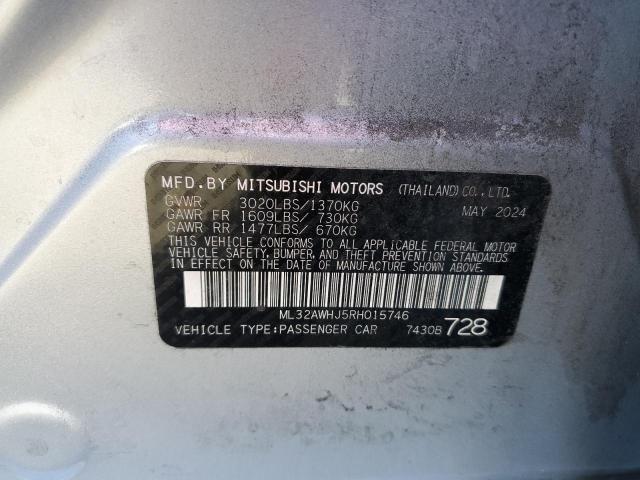 MFD.BY MITSUBISHI MOTORS (THAILAND) CO.,LTD.
GVWR 3020LBS/1370KG MAY 2024
GAWR FR 1609LBS/ 730KG
GAWR RR 1477LBS/ 670KG
THIS VEHICLE CONFORMS TO ALL APPLICABLE FEDERAL MOTOR
VEHICLE SAFETY, BUMPER, AND THEFT PREVENTION STANDARDS
IN EFFECT ON THE DATE OF MANUFACTURE SHOWN ABOVE.
ML32AWHJ5RH015746
VEHICLE TYPE:PASSENGER CAR 7430B 728